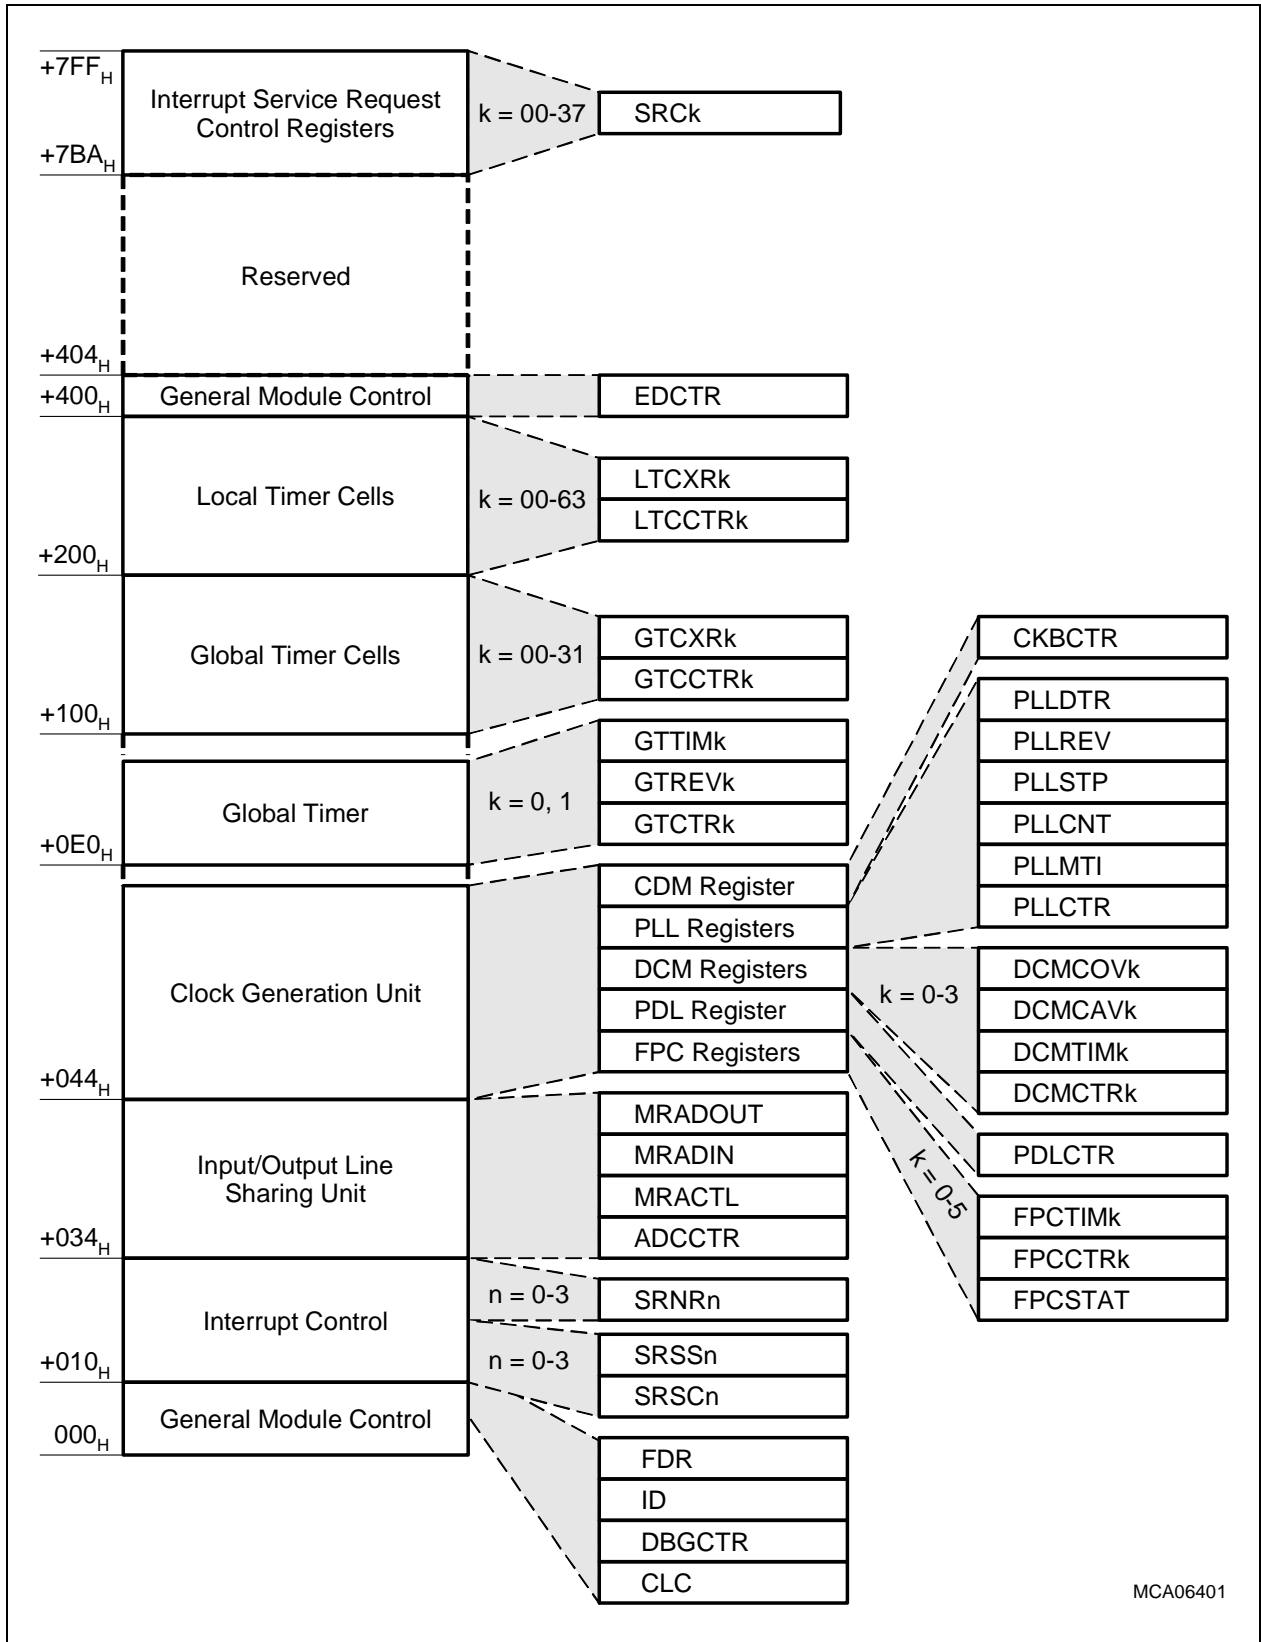 +7FFH
Interrupt Service Request
Control Registers
k = 00-37
SRCk
+7BAH
Reserved
+404H
+400H
General Module Control
EDCTR
Local Timer Cells
k = 00-63
LTCXRk
LTCCTRk
+200H
Global Timer Cells
k = 00-31
GTCXRk
GTCCTRk
+100H
Global Timer
k = 0, 1
GTTIMk
GTREVk
GTCTRk
+0E0H
Clock Generation Unit
CDM Register
PLL Registers
DCM Registers
PDL Register
FPC Registers
CKBCTR
PLLDTR
PLLREV
PLLSTP
PLLCNT
PLLMTI
PLLCTR
k = 0-3
DCMCOVk
DCMCAVk
DCMTIMk
DCMCTRk
PDLCTR
k = 0-5
FPCTIMk
FPCCTRk
FPCSTAT
+044H
Input/Output Line
Sharing Unit
MRADOUT
MRADIN
MRACTL
ADCCTR
+034H
Interrupt Control
n = 0-3
SRNRn
n = 0-3
SRSSn
SRSCn
+010H
General Module Control
000H
FDR
ID
DBGCTR
CLC
MCA06401